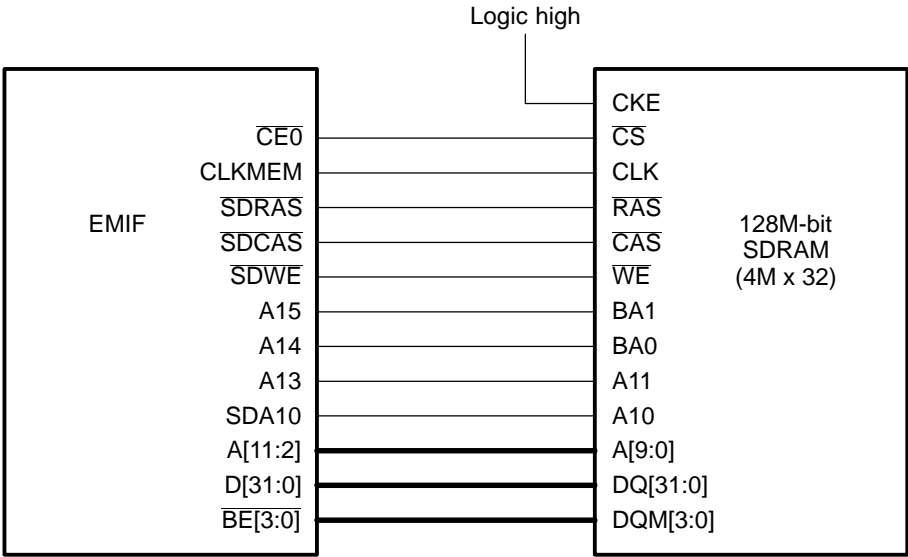 Logic high
CKE
CE0 CS
CLKMEM CLK
SDRAS RAS
EMIF
128M-bit
SDCAS CAS
SDRAM
SDWE WE
(4M x 32)
A15 BA1
A14 BA0
A13 A11
SDA10 A10
A[11:2] A[9:0]
D[31:0] DQ[31:0]
BE[3:0] DQM[3:0]